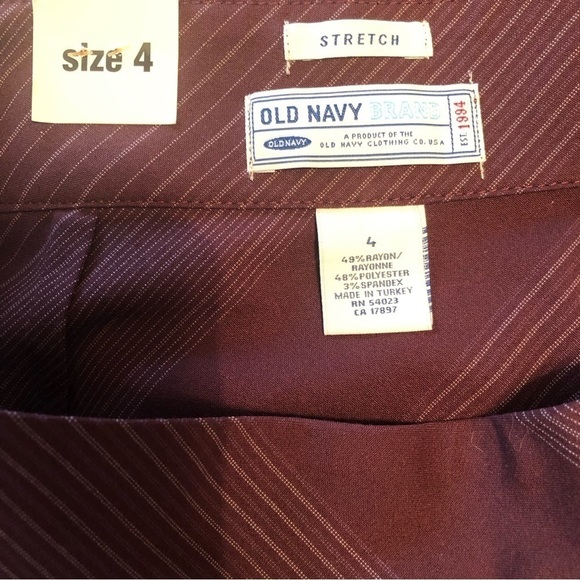 size 4
STRETCH
OLD NAVY BRAND
OLD NAVY
A PRODUCT OF THE
OLD NAVY CLOTHING CO. USA
EST. 1994
4
49%RAYON/
RAYONNE
48%POLYESTER
3%SPANDEX
MADE IN TURKEY
RN 54023
CA 17897